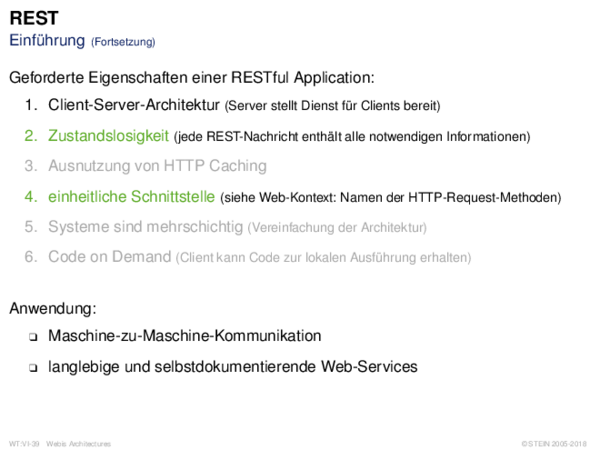 REST
Einführung (Fortsetzung)
Geforderte Eigenschaften einer RESTful Application:
1. Client-Server-Architektur (Server stellt Dienst für Clients bereit)
2. Zustandslosigkeit (jede REST-Nachricht enthält alle notwendigen Informationen)
3. Ausnutzung von HTTP Caching
4. einheitliche Schnittstelle (siehe Web-Kontext: Namen der HTTP-Request-Methoden)
5. Systeme sind mehrschichtig (Vereinfachung der Architektur)
6. Code on Demand (Client kann Code zur lokalen Ausführung erhalten)
Anwendung:
❑ Maschine-zu-Maschine-Kommunikation
❑ langlebige und selbstdokumentierende Web-Services
WT:VI-39 Webis Architectures © STEIN 2005-2018